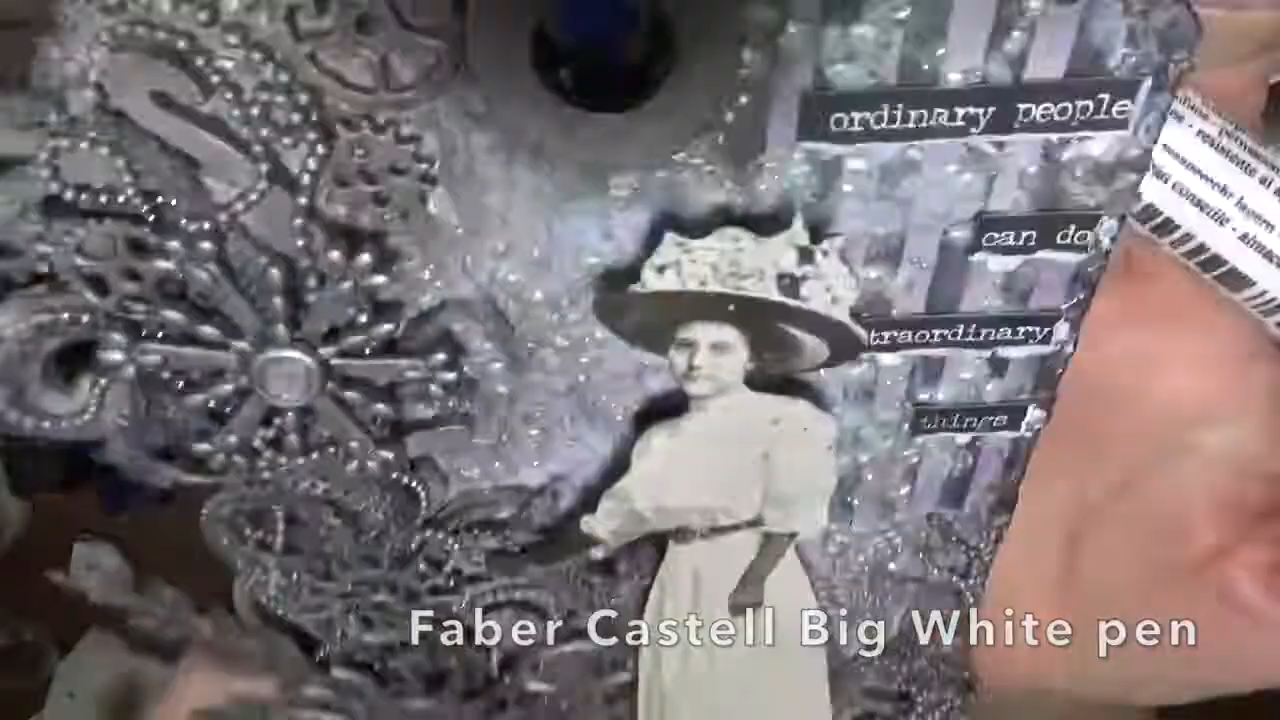 ordinary people
can do
traordinary
things
Faber Castell Big White pen